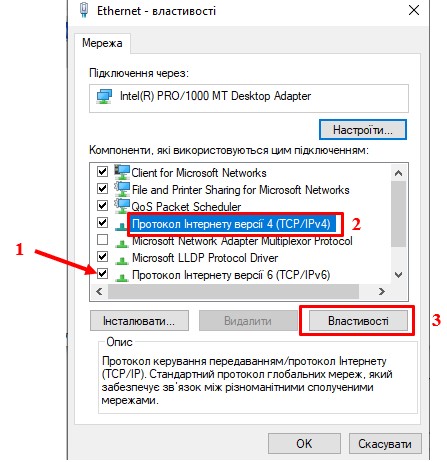 Ethernet - властивості
Мережа
Підключення через:
Intel(R) PRO/1000 MT Desktop Adapter
Настроїти...
Компоненти, які використовуються цим підключенням:
Client for Microsoft Networks
File and Printer Sharing for Microsoft Networks
QoS Packet Scheduler
Протокол Інтернету версії 4 (TCP/IPv4) 2
Microsoft Network Adapter Multiplexor Protocol
1
Microsoft LLDP Protocol Driver
Протокол Інтернету версії 6 (TCP/IPv6)
Інсталювати... Видалити Властивості 3
Опис
Протокол керування передаванням/протокол Інтернету
(TCP/IP). Стандартний протокол глобальних мереж, який
забезпечує зв'язок між різноманітними сполученими
мережами.
OK Скасувати